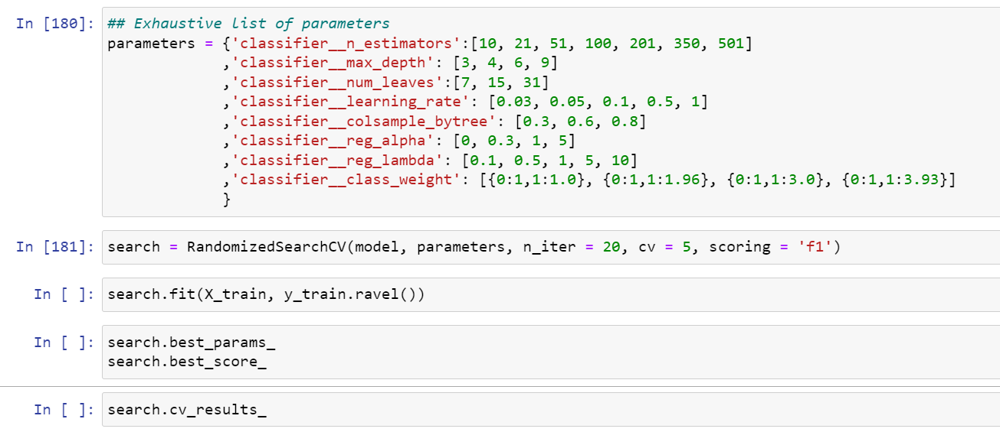 In [180]: ## Exhaustive list of parameters
parameters = {'classifier__n_estimators':[10, 21, 51, 100, 201, 350, 501]
,'classifier__max_depth': [3, 4, 6, 9]
,'classifier__num_leaves':[7, 15, 31]
,'classifier__learning_rate': [0.03, 0.05, 0.1, 0.5, 1]
,'classifier__colsample_bytree': [0.3, 0.6, 0.8]
,'classifier__reg_alpha': [0, 0.3, 1, 5]
,'classifier__reg_lambda': [0.1, 0.5, 1, 5, 10]
,'classifier__class_weight': [{0:1,1:1.0}, {0:1,1:1.96}, {0:1,1:3.0}, {0:1,1:3.93}]
}
In [181]: search = RandomizedSearchCV(model, parameters, n_iter = 20, cv = 5, scoring = 'f1')
In [ ]: search.fit(X_train, y_train.ravel())
In [ ]: search.best_params_
search.best_score_
In [ ]: search.cv_results_